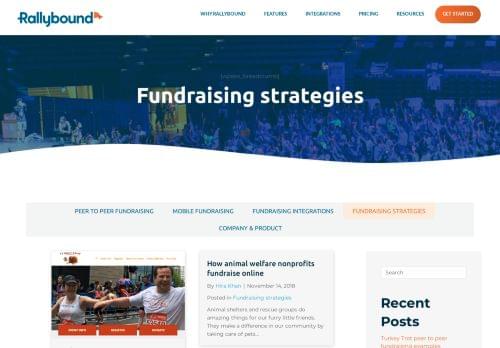 Rallybound
WHY RALLYBOUND FEATURES INTEGRATIONS PRICING RESOURCES GET STARTED
[wpseo_breadcrumb]
Fundraising strategies
PEER TO PEER FUNDRAISING MOBILE FUNDRAISING FUNDRAISING INTEGRATIONS FUNDRAISING STRATEGIES
COMPANY & PRODUCT
How animal welfare nonprofits
fundraise online
By Hira Khan | November 14, 2018
Posted in Fundraising strategies
Animal shelters and rescue groups do
amazing things for our furry little friends.
They make a difference in our community by
taking care of pets...
Search
Recent
Posts
Turkey Trot peer to peer
fundraising examples